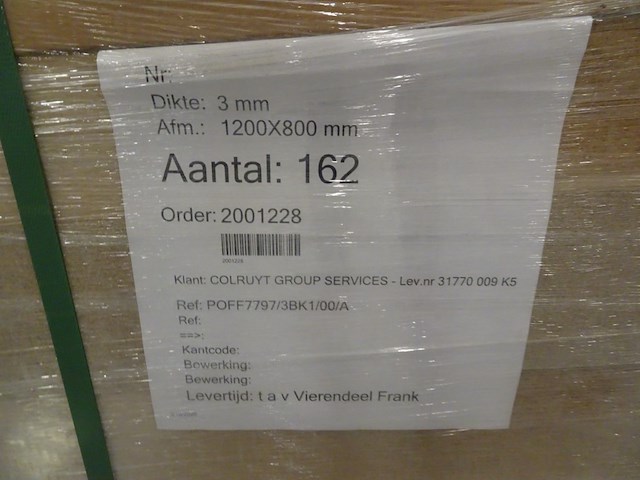 Nr:
Dikte: 3 mm
Afm.: 1200X800 mm
Aantal: 162
Order: 2001228
2001228
Klant: COLRUYT GROUP SERVICES - Lev.nr 31770 009 K5
Ref: POFF7797/3BK1/00/A
Ref:
==>:
Kantcode:
Bewerking:
Bewerking:
Levertijd: t a v Vierendeel Frank